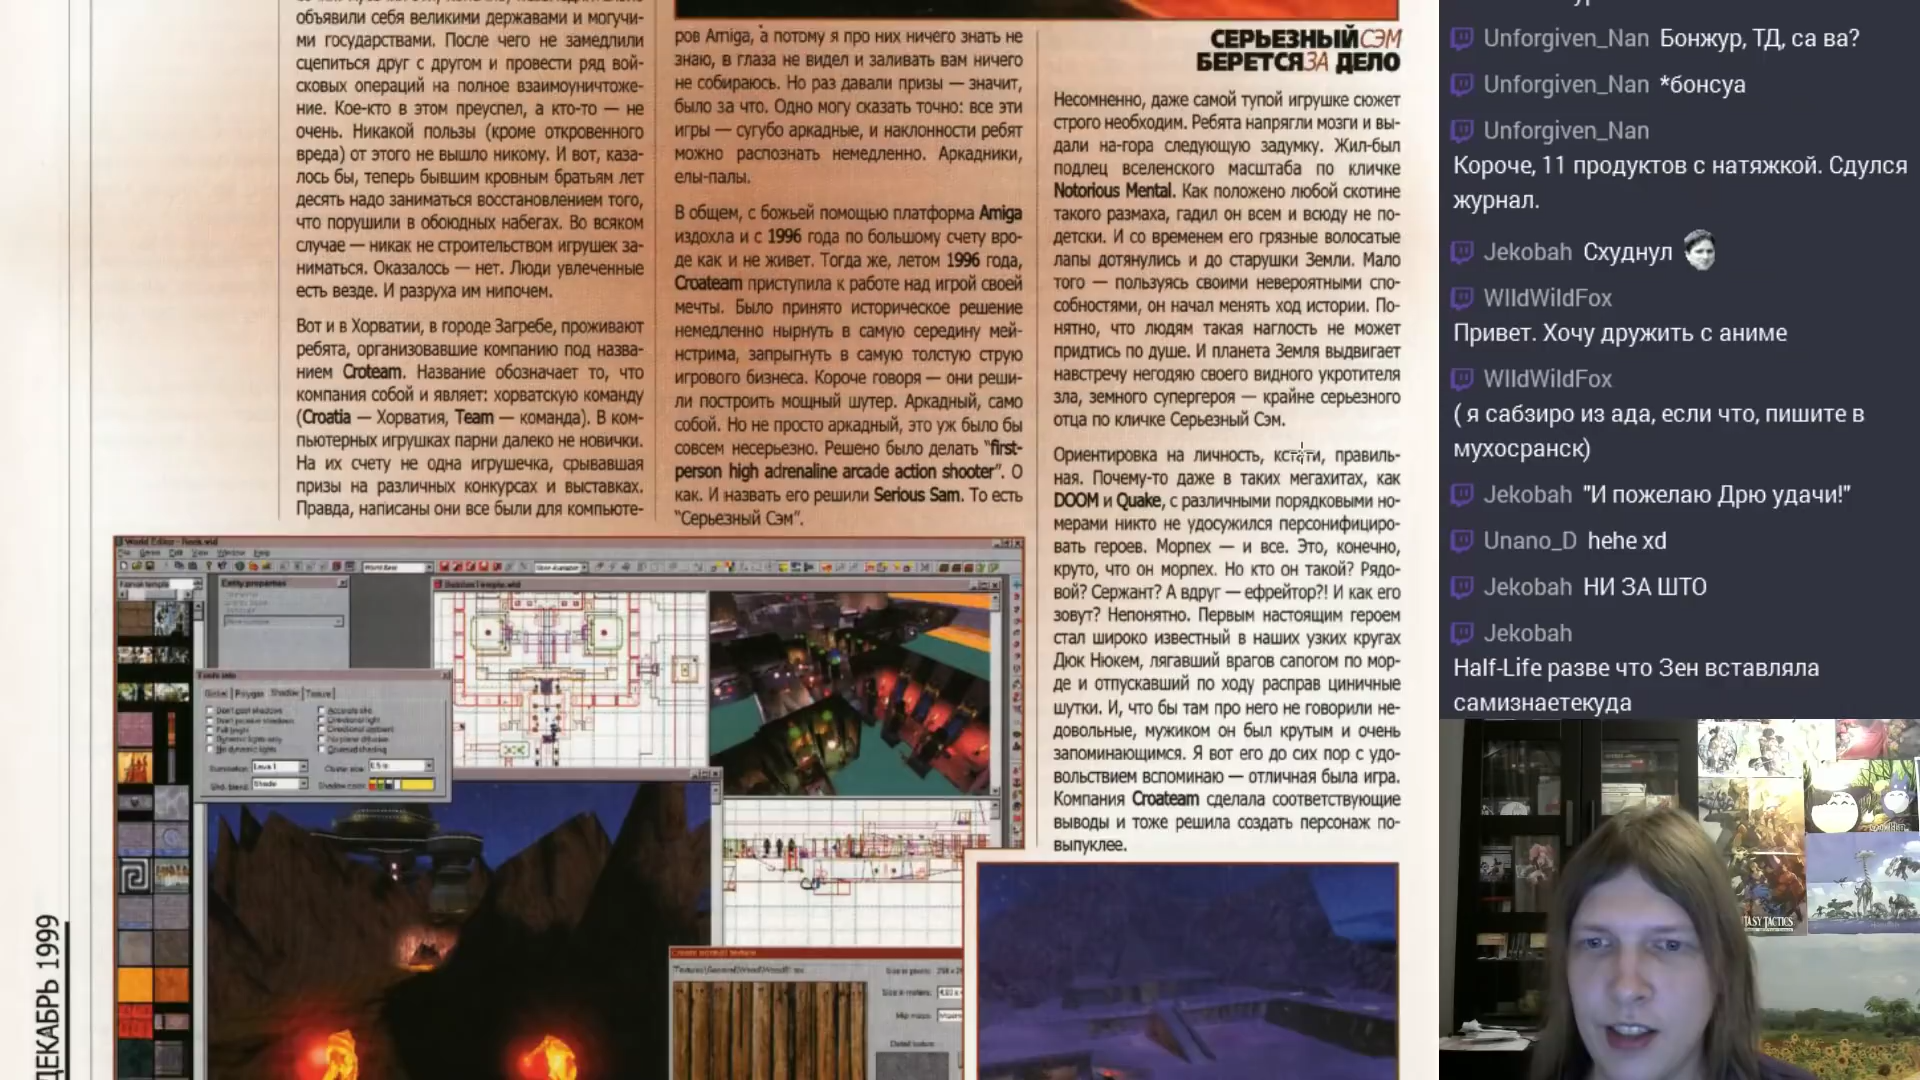 объявили себя великими державами и могучи-
ми государствами. После чего не замедлили
сцепиться друг с другом и провести ряд вой-
сковых операций на полное взаимоуничтоже-
ние. Кое-кто в этом преуспел, а кто-то — не
очень. Никакой пользы (кроме откровенного
вреда) от этого не вышло никому. И вот, каза-
лось бы, теперь бывшим кровным братьям лет
десять надо заниматься восстановлением того,
что порушили в обоюдных набегах. Во всяком
случае — никак не строительством игрушек за-
ниматься. Оказалось — нет. Люди увлеченные
есть везде. И разруха им нипочем.
Вот и в Хорватии, в городе Загребе, проживают
ребята, организовавшие компанию под назва-
нием Croteam. Название обозначает то, что
компания собой и являет: хорватскую команду
(Croatia — Хорватия, Team — команда). В ком-
пьютерных игрушках парни далеко не новички.
На их счету не одна игрушечка, срывавшая
призы на различных конкурсах и выставках.
Правда, написаны они все были для компьюте-
ров Amiga, а потому я про них ничего знать не
знаю, в глаза не видел и заливать вам ничего
не собираюсь. Но раз давали призы — значит,
было за что. Одно могу сказать точно: все эти
игры — сугубо аркадные, и наклонности ребят
можно распознать немедленно. Аркадники,
елы-палы.
В общем, с божьей помощью платформа Amiga
издохла и с 1996 года по большому счету вро-
де как и не живет. Тогда же, летом 1996 года,
Croateam приступила к работе над игрой своей
мечты. Было принято историческое решение
немедленно нырнуть в самую середину мей-
нстрима, запрыгнуть в самую толстую струю
игрового бизнеса. Короче говоря — они реши-
ли построить мощный шутер. Аркадный, само
собой. Но не просто аркадный, это уж было бы
совсем несерьезно. Решено было делать “first-
person high adrenaline arcade action shooter”. О
как. И назвать его решили Serious Sam. То есть
“Серьезный Сэм”.
СЕРЬЕЗНЫЙ СЭМ
БЕРЕТСЯ ЗА ДЕЛО
Несомненно, даже самой тупой игрушке сюжет
строго необходим. Ребята напрягли мозги и вы-
дали на-гора следующую задумку. Жил-был
подлец вселенского масштаба по кличке
Notorious Mental. Как положено любой скотине
такого размаха, гадил он всем и всюду не по-
детски. И со временем его грязные волосатые
лапы дотянулись и до старушки Земли. Мало
того — пользуясь своими невероятными спо-
собностями, он начал менять ход истории. По-
нятно, что людям такая наглость не может
придтись по душе. И планета Земля выдвигает
навстречу негодяю своего видного укротителя
зла, земного супергероя — крайне серьезного
отца по кличке Серьезный Сэм.
Ориентировка на личность, кстати, правиль-
ная. Почему-то даже в таких мегахитах, как
DOOM и Quake, с различными порядковыми но-
мерами никто не удосужился персонифициро-
вать героев. Морпех — и все. Это, конечно,
круто, что он морпех. Но кто он такой? Рядо-
вой? Сержант? А вдруг — ефрейтор?! И как его
зовут? Непонятно. Первым настоящим героем
стал широко известный в наших узких кругах
Дюк Нюкем, лягавший врагов сапогом по мор-
де и отпускавший по ходу расправ циничные
шутки. И, что бы там про него не говорили не-
довольные, мужиком он был крутым и очень
запоминающимся. Я вот его до сих пор с удо-
вольствием вспоминаю — отличная была игра.
Компания Croateam сделала соответствующие
выводы и тоже решила создать персонаж по-
выпуклее.
World Editor
Entity properties
Polygon Shadow Texture
ДЕКАБРЬ 1999
Unforgiven_Nan Бонжур, ТД, са ва?
Unforgiven_Nan *бонсуа
Unforgiven_Nan
Короче, 11 продуктов с натяжкой. Сдулся
журнал.
Jekobah Схуднул
WIldWildFox
Привет. Хочу дружить с аниме
WIldWildFox
( я сабзиро из ада, если что, пишите в
мухосранск)
Jekobah "И пожелаю Дрю удачи!"
Unano_D hehe xd
Jekobah НИ ЗА ШТО
Jekobah
Half-Life разве что Зен вставляла
самизнаетекуда
TACTICS